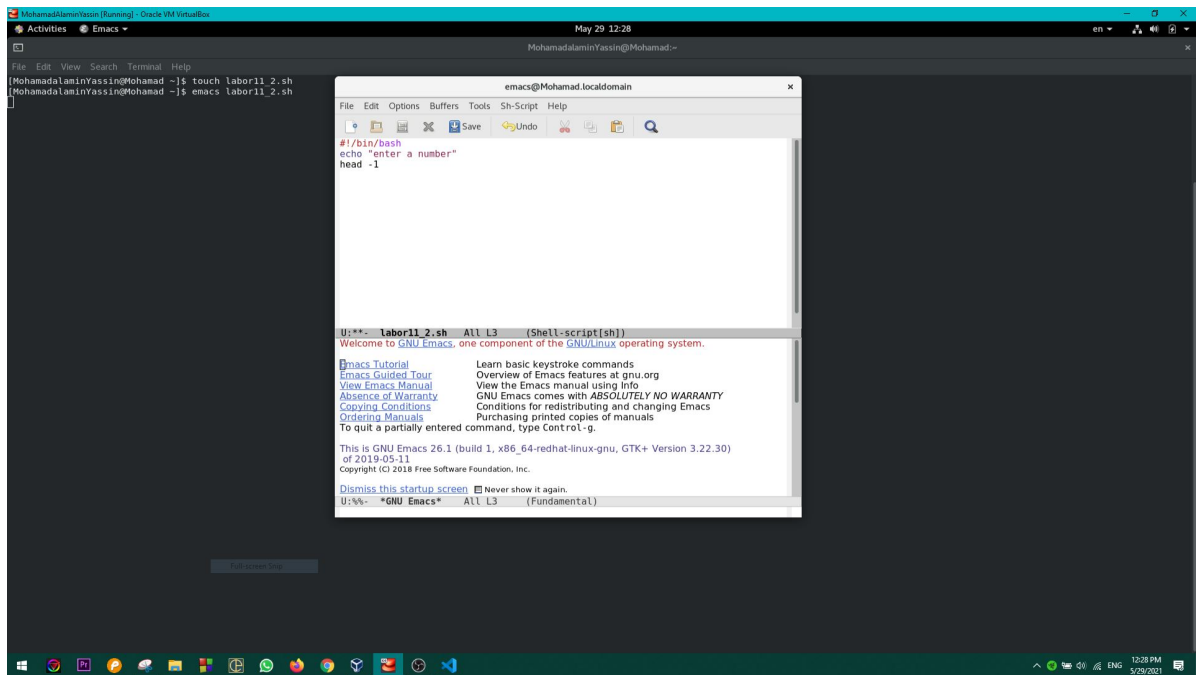 MohamadAlaminYassin [Running] - Oracle VM VirtualBox
Activities Emacs May 29 12:28 en
MohamadalaminYassin@Mohamad:~
File Edit View Search Terminal Help
[MohamadalaminYassin@Mohamad ~]$ touch labor11_2.sh
[MohamadalaminYassin@Mohamad ~]$ emacs labor11_2.sh
emacs@Mohamad.localdomain
File Edit Options Buffers Tools Sh-Script Help
Save Undo
#!/bin/bash
echo "enter a number"
head -1
U:**- labor11_2.sh All L3 (Shell-script[sh])
Welcome to GNU Emacs, one component of the GNU/Linux operating system.
Emacs Tutorial Learn basic keystroke commands
Emacs Guided Tour Overview of Emacs features at gnu.org
View Emacs Manual View the Emacs manual using Info
Absence of Warranty GNU Emacs comes with ABSOLUTELY NO WARRANTY
Copying Conditions Conditions for redistributing and changing Emacs
Ordering Manuals Purchasing printed copies of manuals
To quit a partially entered command, type Control-g.
This is GNU Emacs 26.1 (build 1, x86_64-redhat-linux-gnu, GTK+ Version 3.22.30)
of 2019-05-11
Copyright (C) 2018 Free Software Foundation, Inc.
Dismiss this startup screen Never show it again.
U:%%- *GNU Emacs* All L3 (Fundamental)
Full-screen Snip
Pr
ENG 12:28 PM
5/29/2021